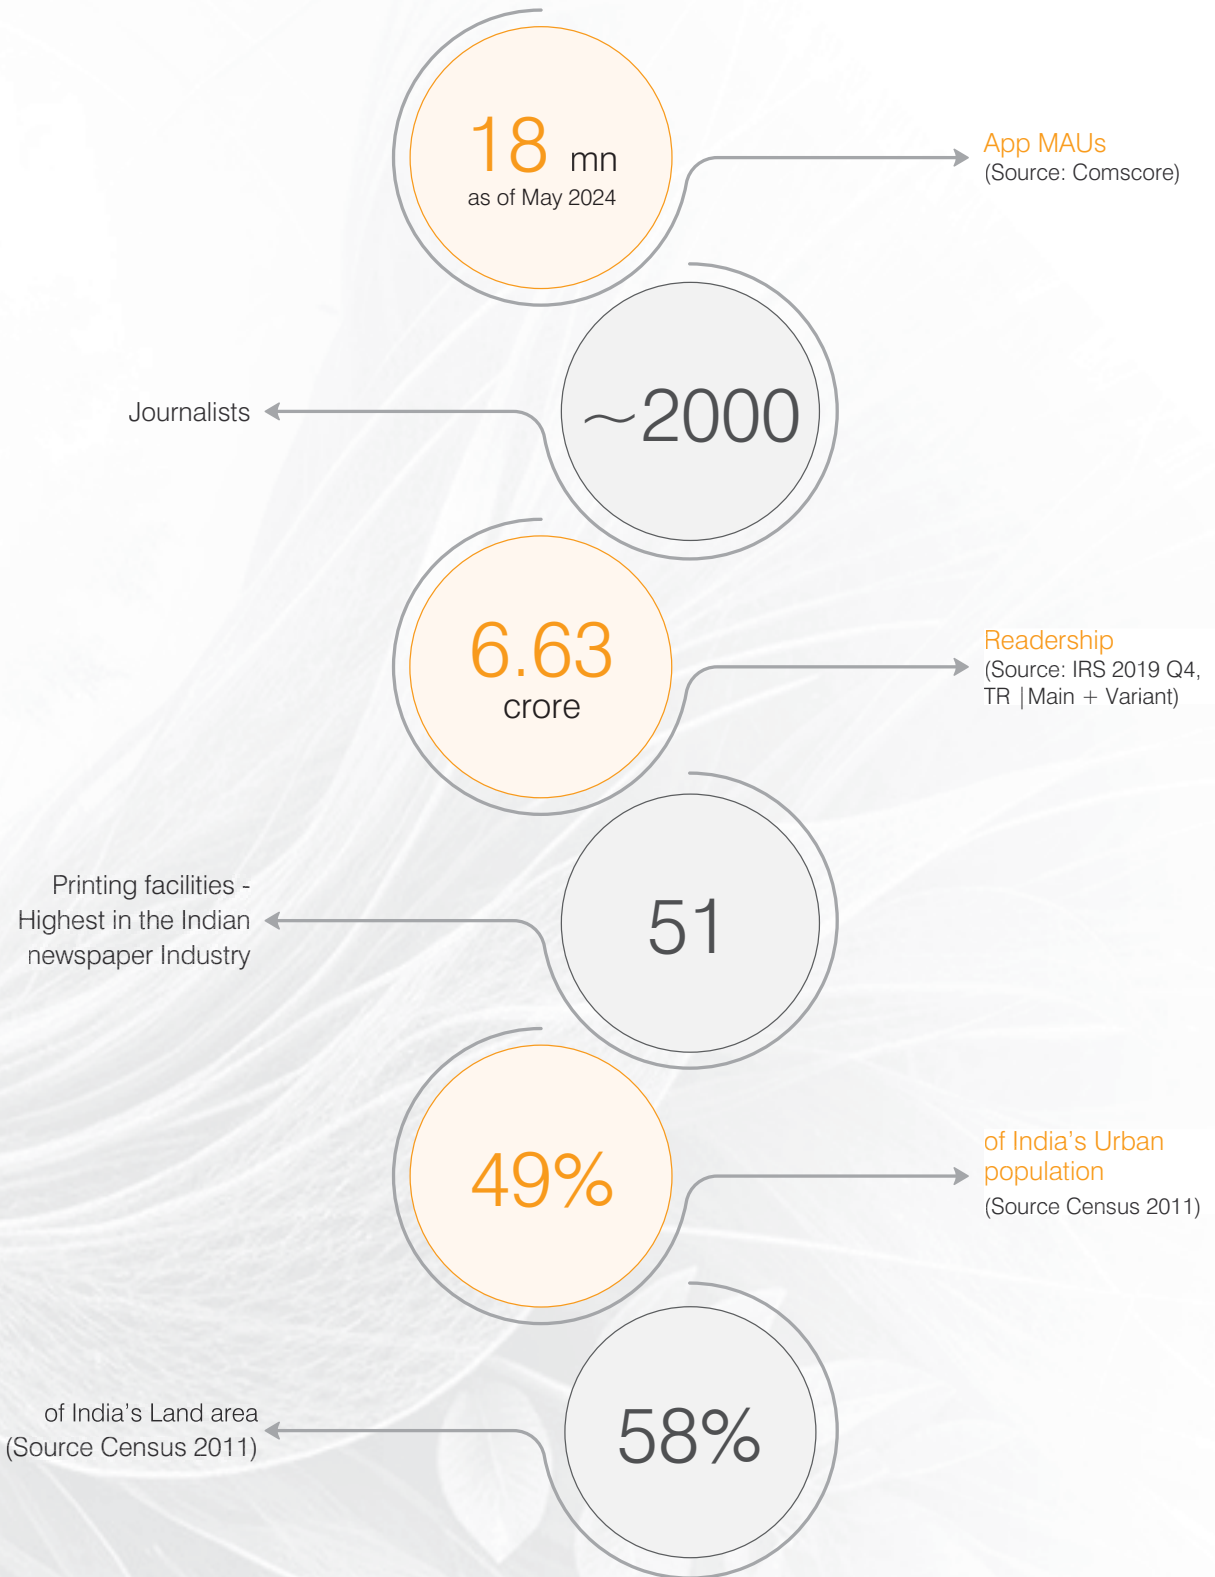 18 mn
as of May 2024
App MAUs
(Source: Comscore)
~2000
Journalists
6.63
crore
Readership
(Source: IRS 2019 Q4,
TR |Main + Variant)
51
Printing facilities -
Highest in the Indian
newspaper Industry
49%
of India’s Urban
population
(Source Census 2011)
58%
of India’s Land area
(Source Census 2011)